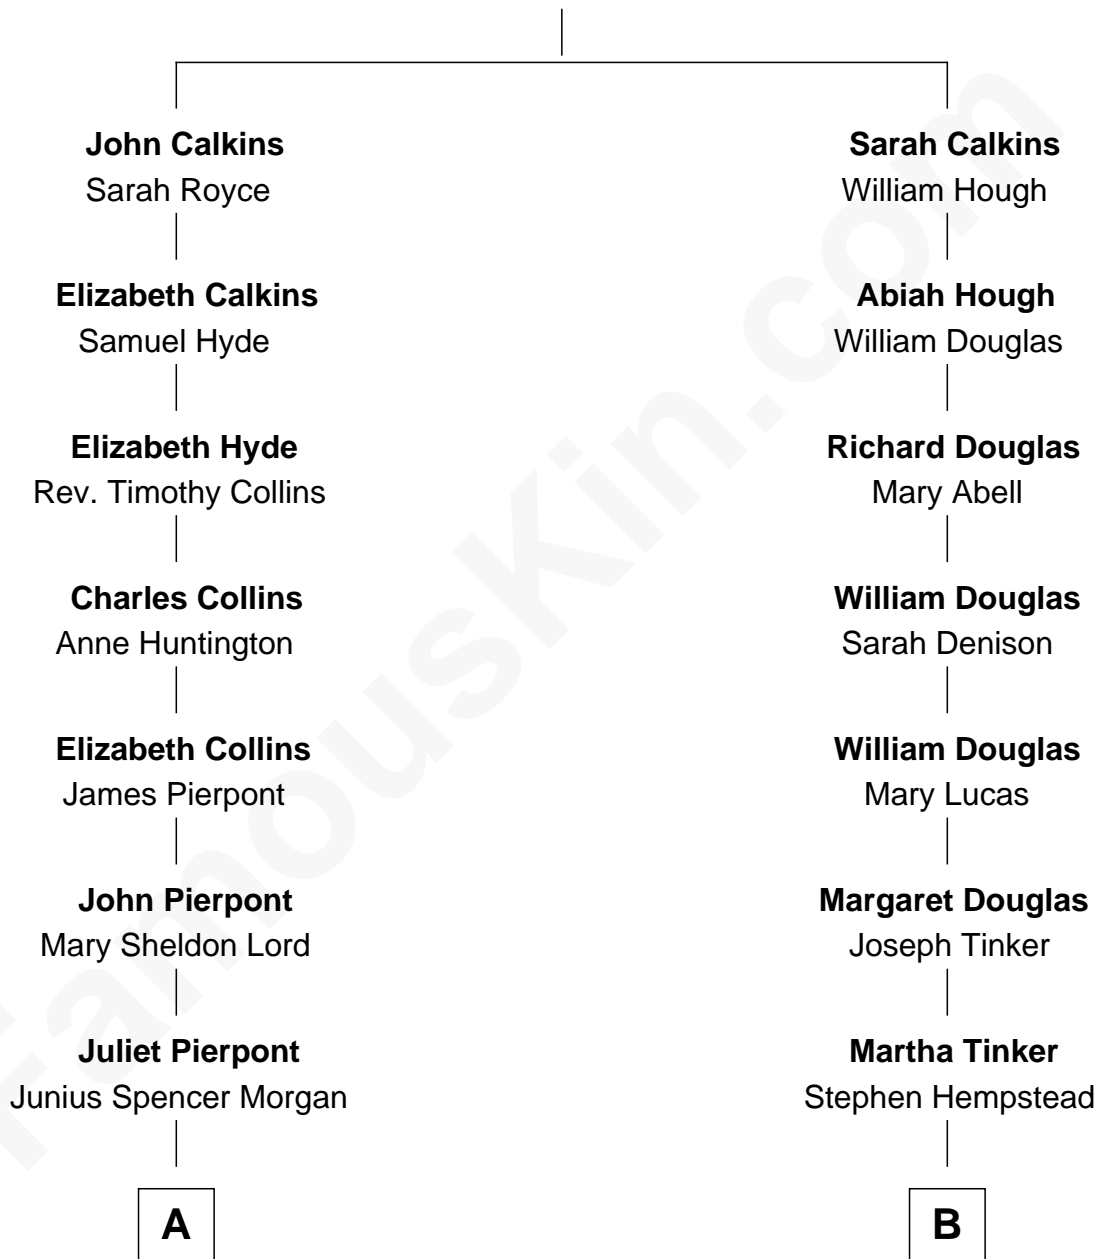 John Calkins
Sarah Royce
Elizabeth Calkins
Samuel Hyde
Elizabeth Hyde
Rev. Timothy Collins
Charles Collins
Anne Huntington
Elizabeth Collins
James Pierpont
John Pierpont
Mary Sheldon Lord
Juliet Pierpont
Junius Spencer Morgan
A
Sarah Calkins
William Hough
Abiah Hough
William Douglas
Richard Douglas
Mary Abell
William Douglas
Sarah Denison
William Douglas
Mary Lucas
Margaret Douglas
Joseph Tinker
Martha Tinker
Stephen Hempstead
B
FamousKin.com